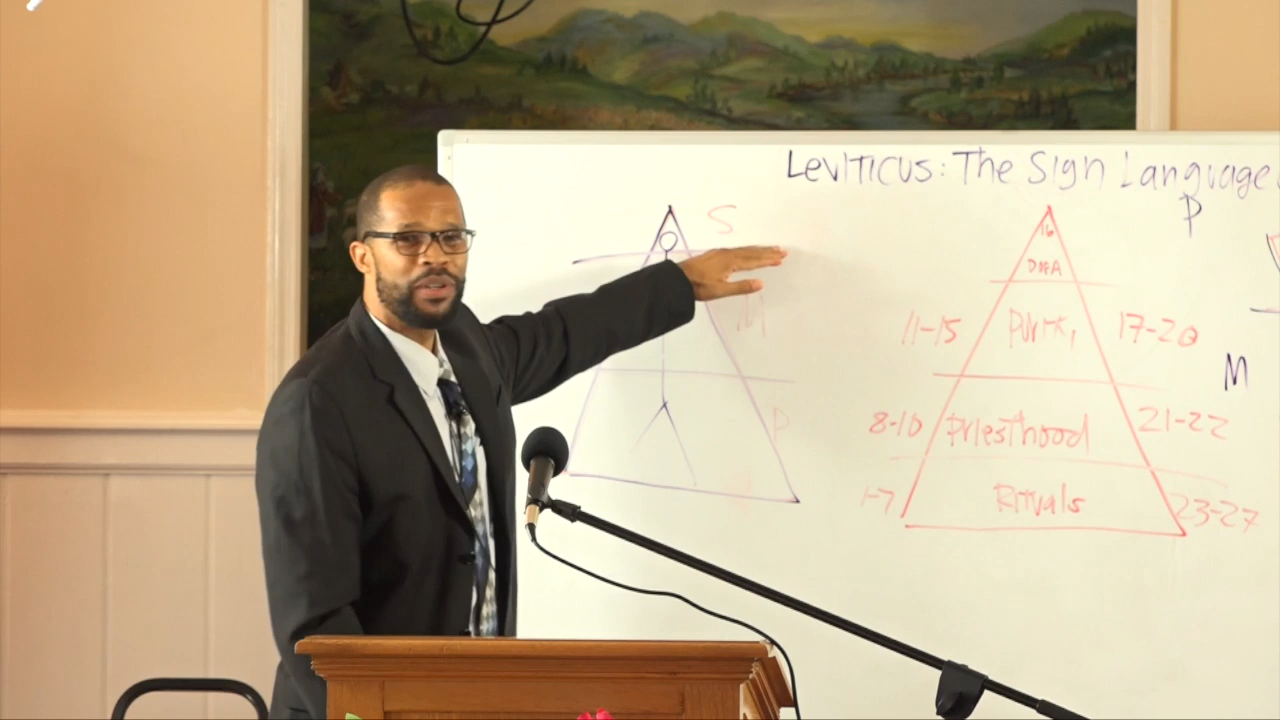 Leviticus: The Sign Language
P
S
16
DofA
M
11-15
17-20
M
8-10
Priesthood
21-22
P
1-7
Rituals
23-27